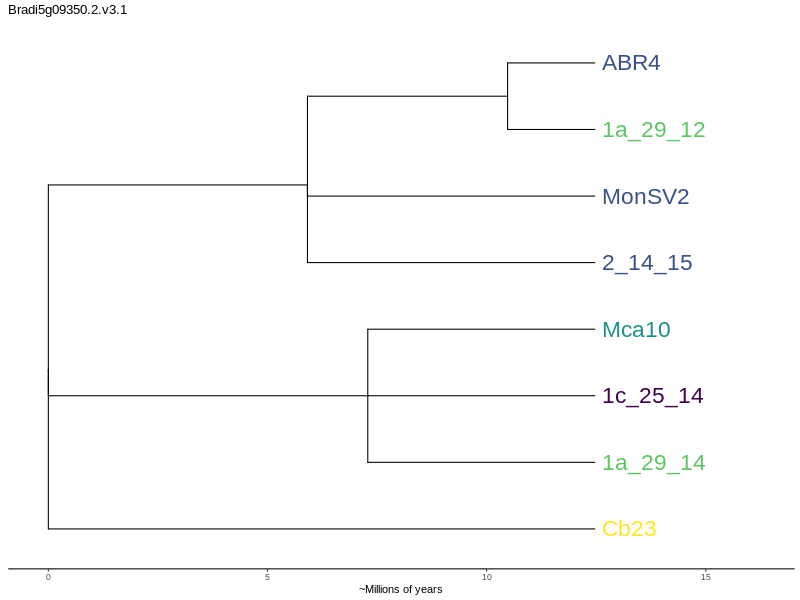 Bradi5g09350.2.v3.1
ABR4
1a_29_12
MonSV2
2_14_15
Mca10
1c_25_14
1a_29_14
Cb23
0 5 10 15
~Millions of years